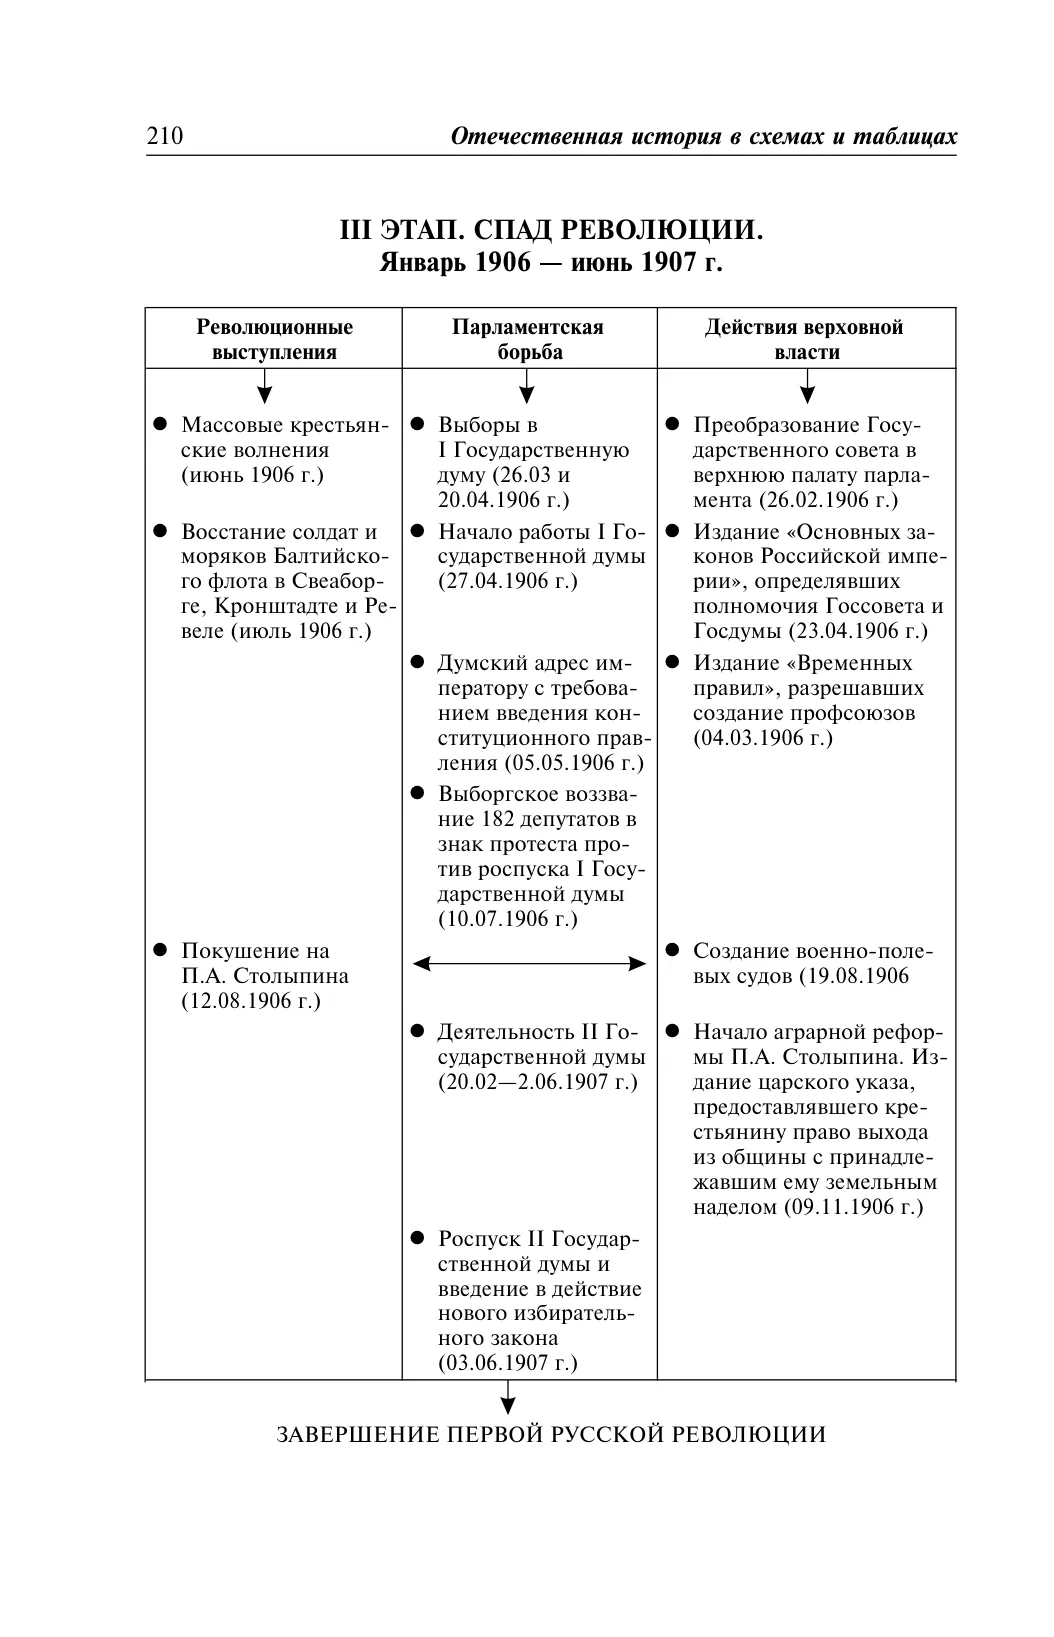 210
Отечественная история в схемах и таблицах
III ЭТАП. СПАД РЕВОЛЮЦИИ.
Январь 1906 — июнь 1907 г.
Революционные
выступления
Парламентская
борьба
Действия верховной
власти
● Массовые крестьян-
ские волнения
(июнь 1906 г.)
● Выборы в
I Государственную
думу (26.03 и
20.04.1906 г.)
● Преобразование Госу-
дарственного совета в
верхнюю палату парла-
мента (26.02.1906 г.)
● Восстание солдат и
моряков Балтийско-
го флота в Свеабор-
ге, Кронштадте и Ре-
веле (июль 1906 г.)
● Начало работы I Го-
сударственной думы
(27.04.1906 г.)
● Издание «Основных за-
конов Российской импе-
рии», определявших
полномочия Госсовета и
Госдумы (23.04.1906 г.)
● Думский адрес им-
ператору с требова-
нием введения кон-
ституционного прав-
ления (05.05.1906 г.)
● Издание «Временных
правил», разрешавших
создание профсоюзов
(04.03.1906 г.)
● Выборгское воззва-
ние 182 депутатов в
знак протеста про-
тив роспуска I Госу-
дарственной думы
(10.07.1906 г.)
● Покушение на
П.А. Столыпина
(12.08.1906 г.)
● Создание военно-поле-
вых судов (19.08.1906
● Деятельность II Го-
сударственной думы
(20.02—2.06.1907 г.)
● Начало аграрной рефор-
мы П.А. Столыпина. Из-
дание царского указа,
предоставлявшего кре-
стьянину право выхода
из общины с принадле-
жавшим ему земельным
наделом (09.11.1906 г.)
● Роспуск II Государ-
ственной думы и
введение в действие
нового избиратель-
ного закона
(03.06.1907 г.)
ЗАВЕРШЕНИЕ ПЕРВОЙ РУССКОЙ РЕВОЛЮЦИИ